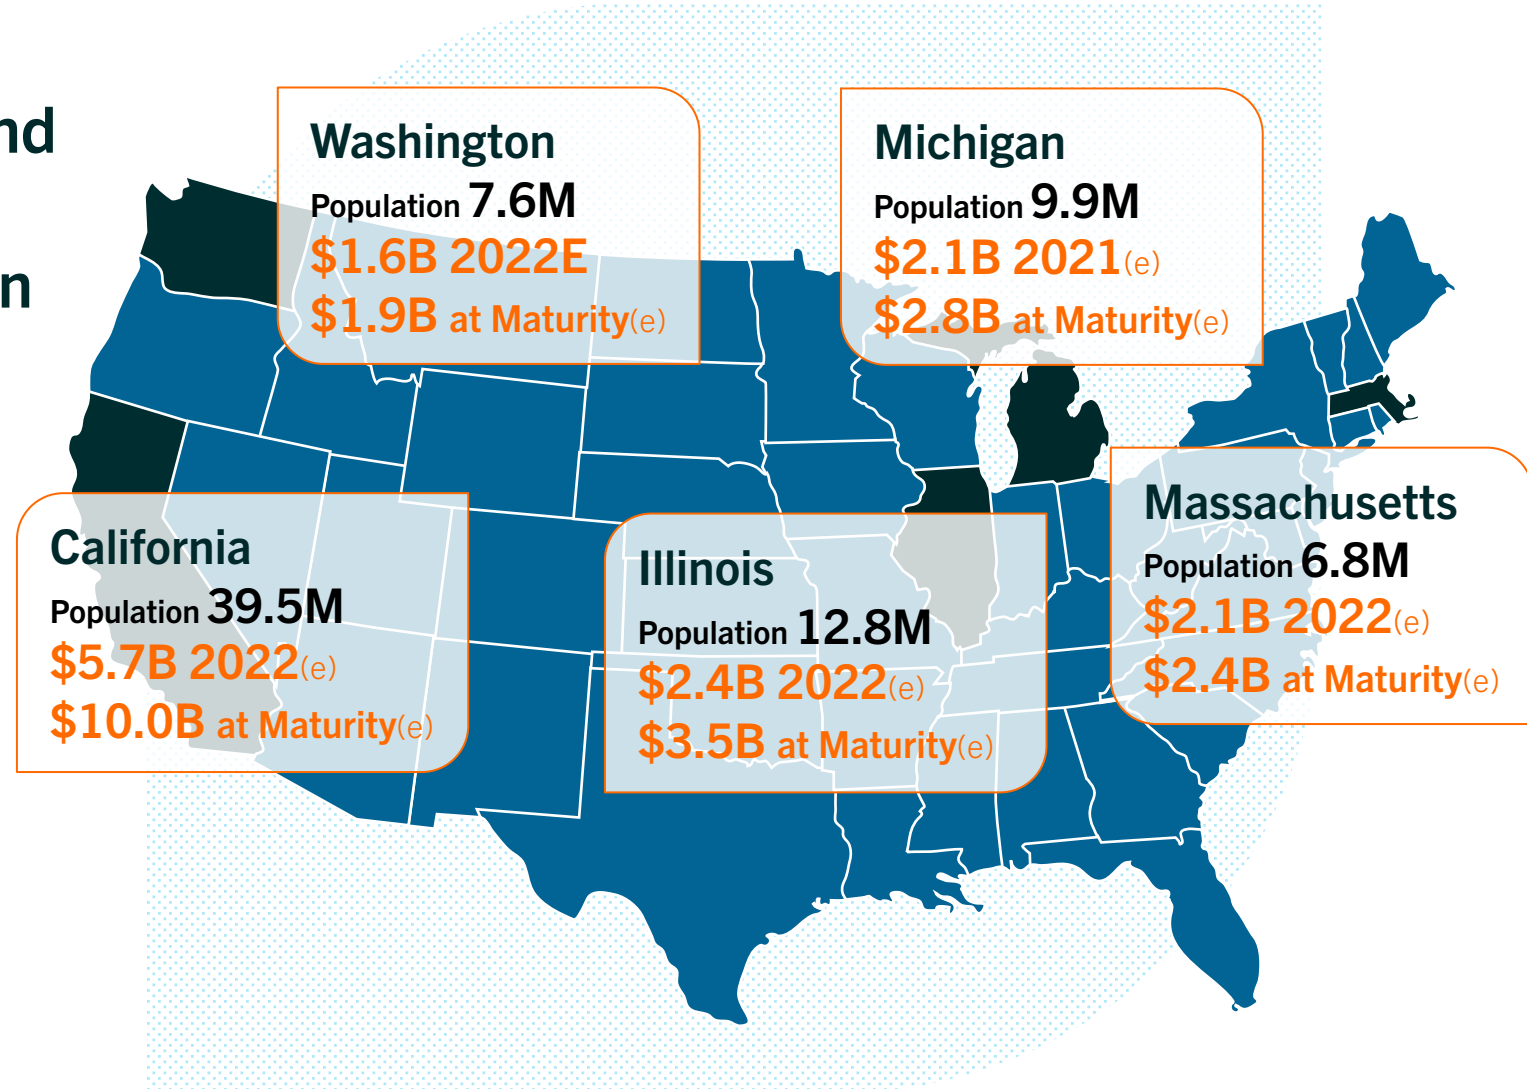 nd
n
Washington
Population 7.6M
$1.6B 2022E
$1.9B at Maturity(e)
Michigan
Population 9.9M
$2.1B 2021(e)
$2.8B at Maturity(e)
California
Population 39.5M
$5.7B 2022(e)
$10.0B at Maturity(e)
Illinois
Population 12.8M
$2.4B 2022(e)
$3.5B at Maturity(e)
Massachusetts
Population 6.8M
$2.1B 2022(e)
$2.4B at Maturity(e)